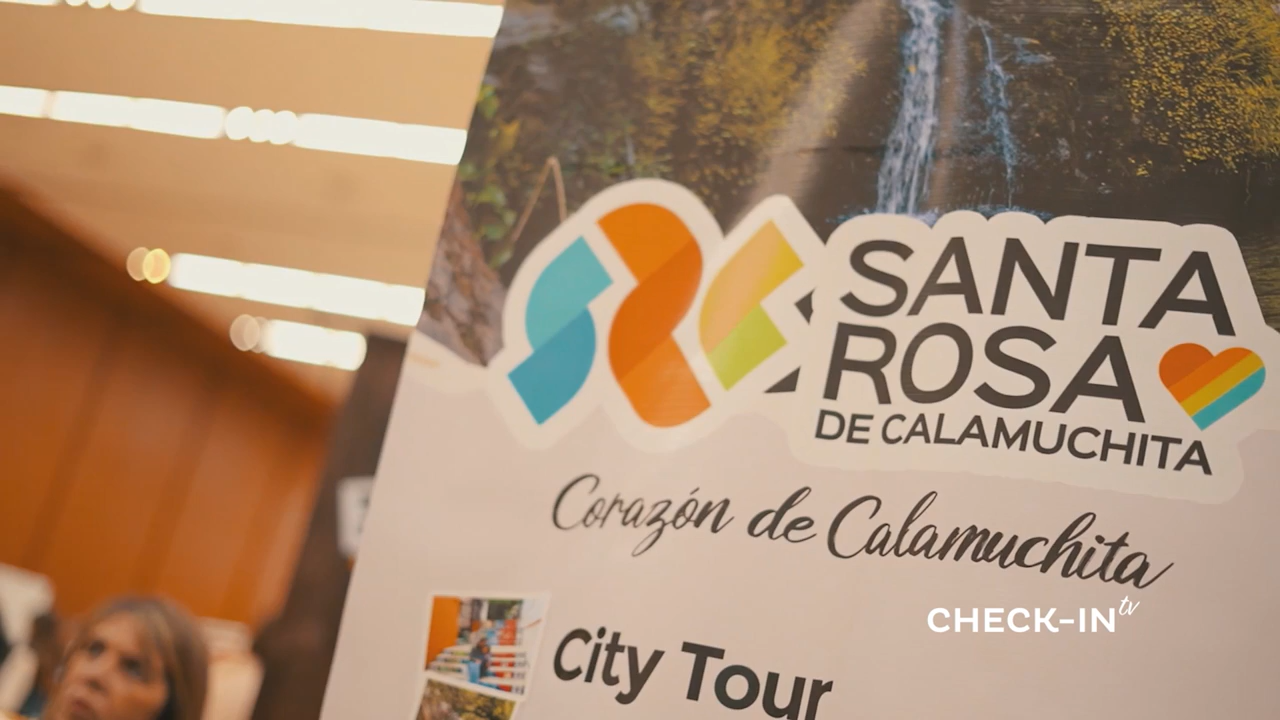 SANTA
ROSA
DE CALAMUCHITA
Corazón de Calamuchita
CHECK-IN tv
City Tour